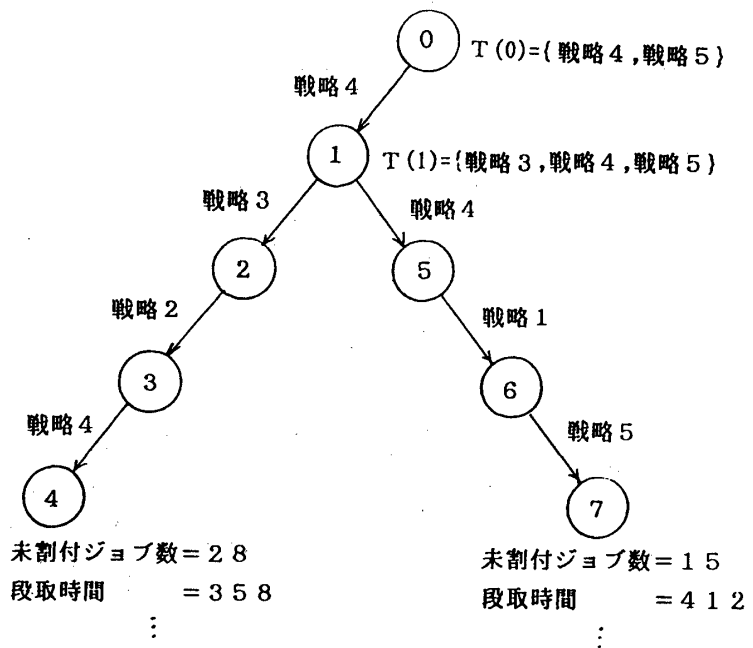 0
T(0)={戦略4,戦略5}
戦略4
1
T(1)={戦略3,戦略4,戦略5}
戦略3
戦略4
2
5
戦略2
戦略1
3
6
戦略4
戦略5
4
7
未割付ジョブ数=28
段取時間 =358
⋮
未割付ジョブ数=15
段取時間 =412
⋮